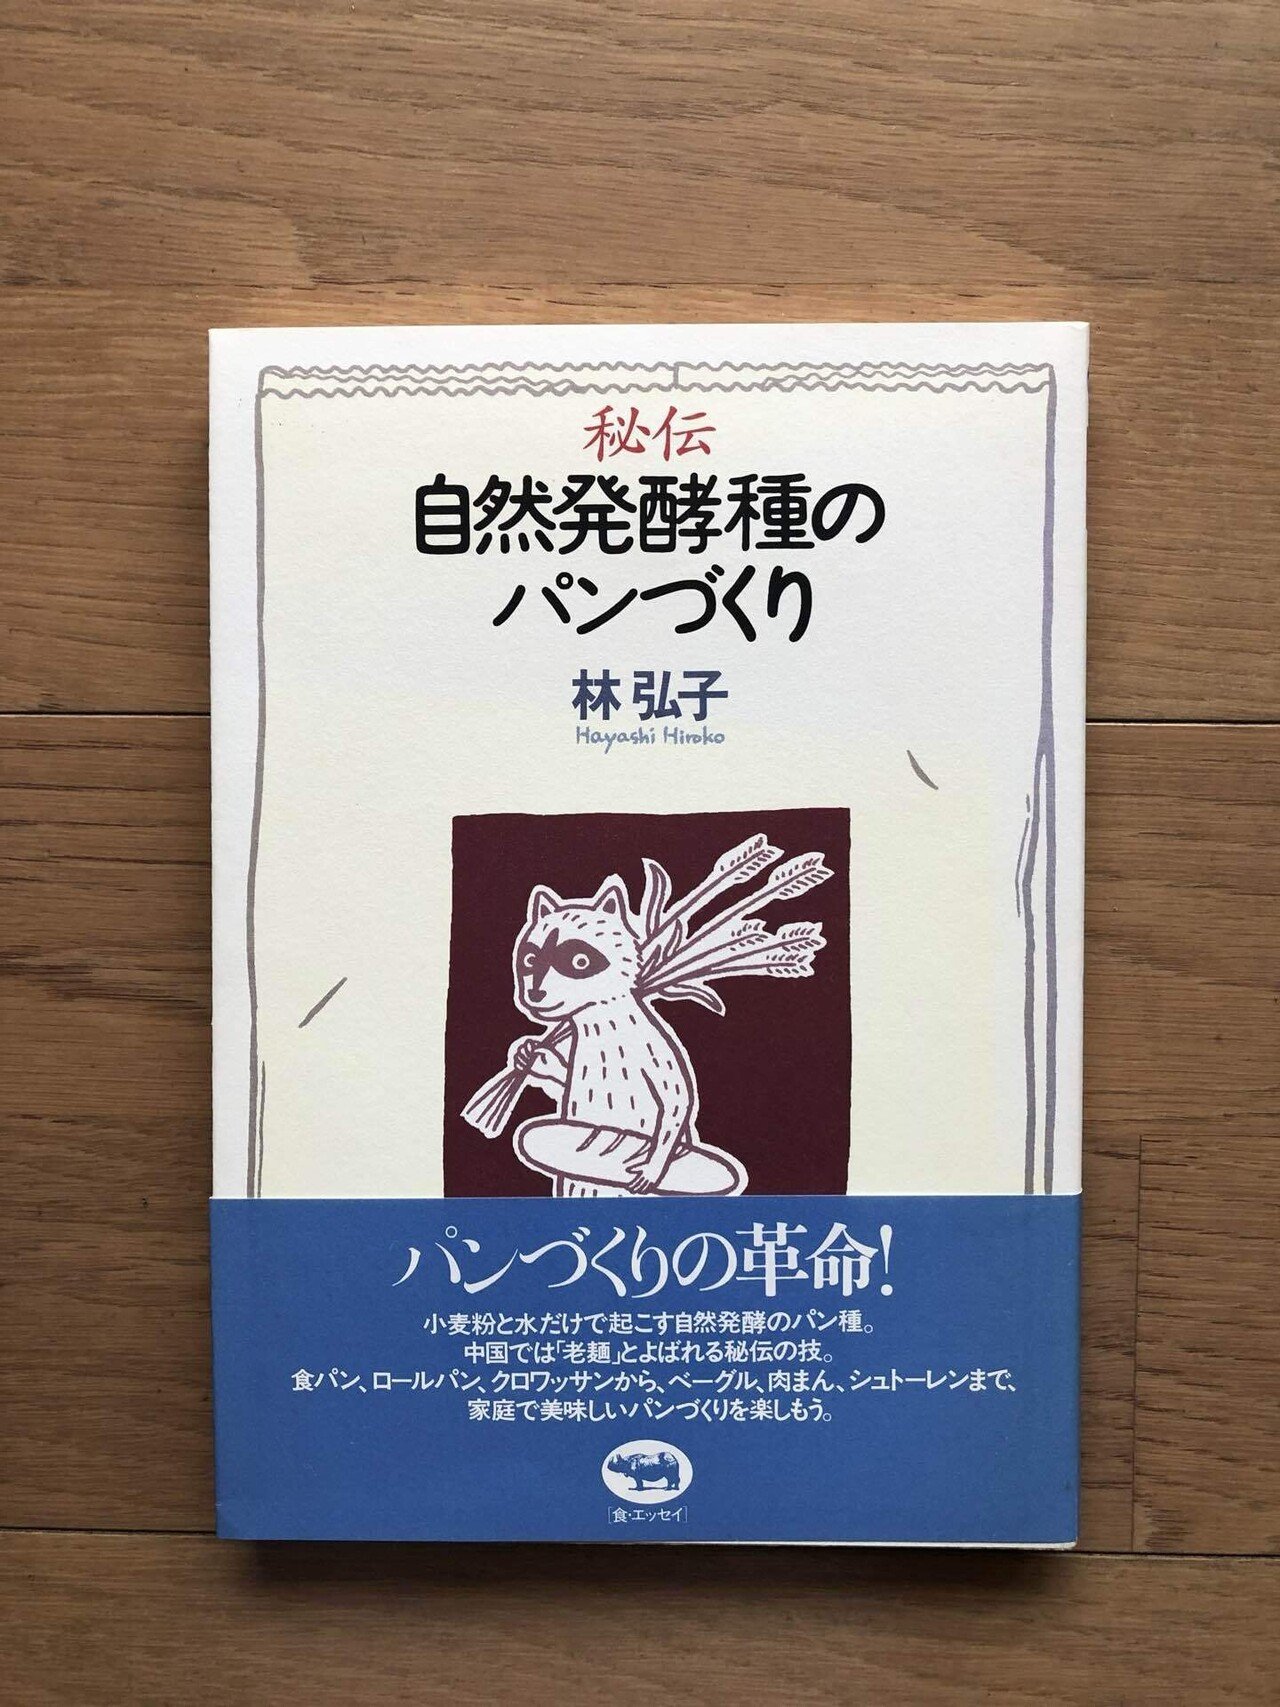 秘伝
自然発酵種の
パンづくり
林 弘子
Hayashi Hiroko
パンづくりの革命!
小麦粉と水だけで起こす自然発酵のパン種。
中国では「老麺」とよばれる秘伝の技。
食パン、ロールパン、クロワッサンから、ベーグル、肉まん、シュトーレンまで、
家庭で美味しいパンづくりを楽しもう。
[食・エッセイ]